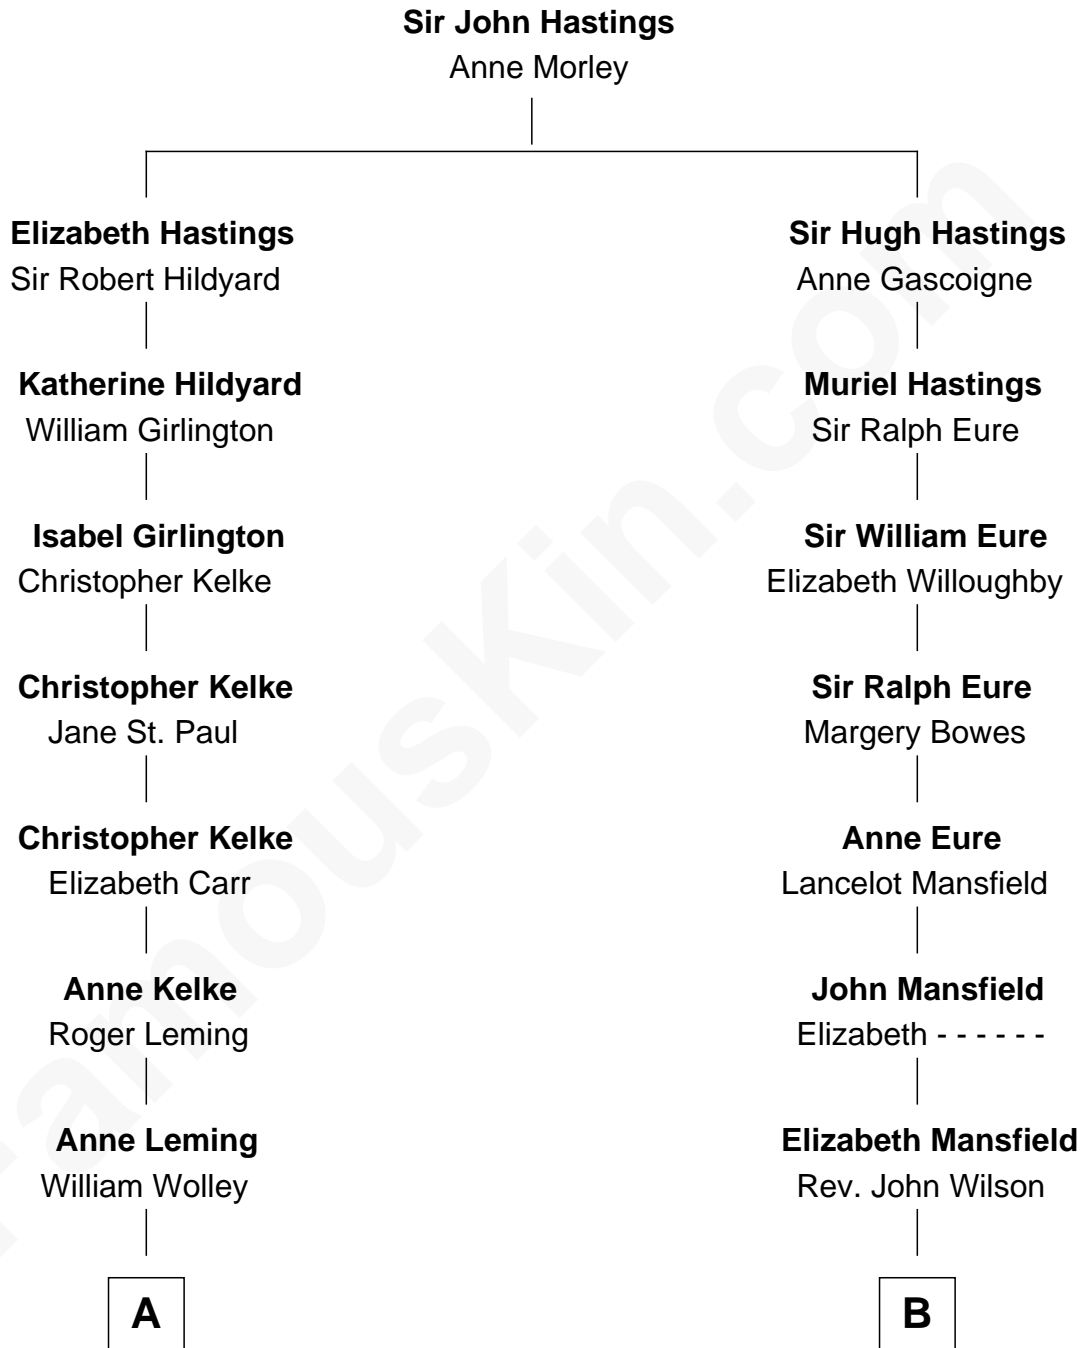 Sir John Hastings
Anne Morley
Elizabeth Hastings
Sir Robert Hildyard
Sir Hugh Hastings
Anne Gascoigne
Katherine Hildyard
William Girlington
Muriel Hastings
Sir Ralph Eure
Isabel Girlington
Christopher Kelke
Sir William Eure
Elizabeth Willoughby
Christopher Kelke
Jane St. Paul
Sir Ralph Eure
Margery Bowes
Christopher Kelke
Elizabeth Carr
Anne Eure
Lancelot Mansfield
Anne Kelke
Roger Leming
John Mansfield
Elizabeth - - - - - -
Anne Leming
William Wolley
Elizabeth Mansfield
Rev. John Wilson
A
B
FamousKin.com